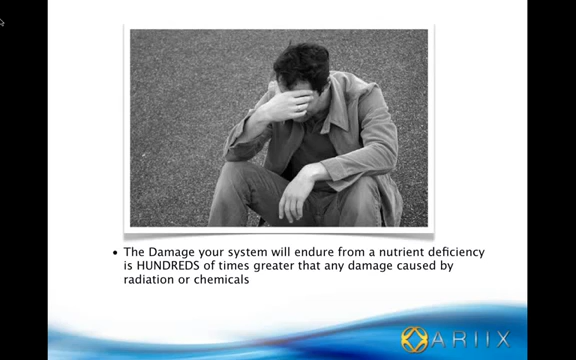 • The Damage your system will endure from a nutrient deficiency
is HUNDREDS of times greater that any damage caused by
radiation or chemicals
ARIIX